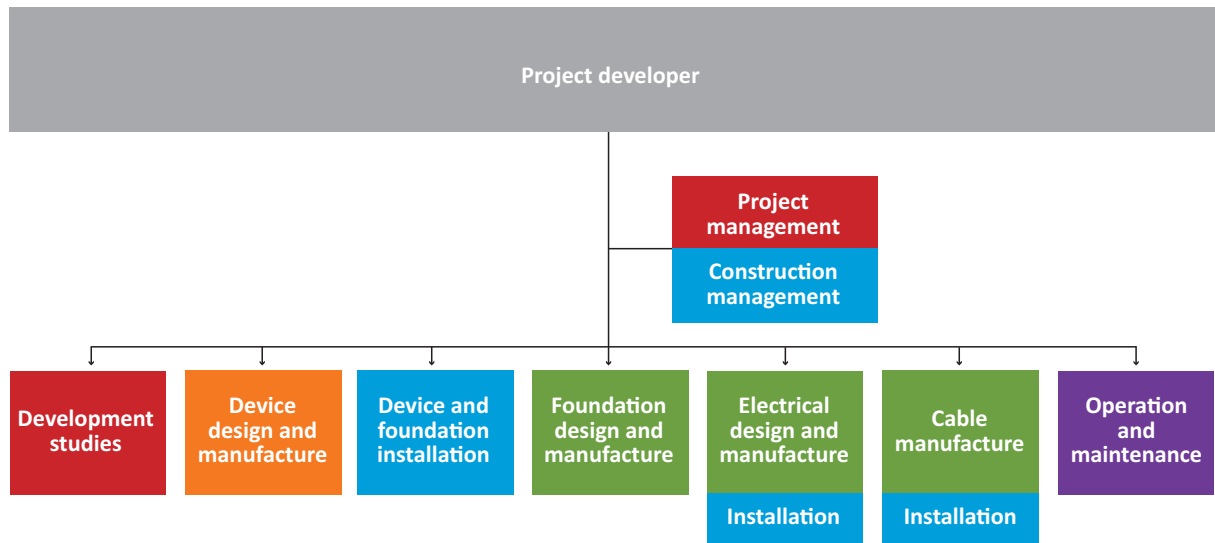 Project developer
Project
management
Construction
management
Development
studies
Device
design and
manufacture
Device and
foundation
installation
Foundation
design and
manufacture
Electrical
design and
manufacture
Installation
Cable
manufacture
Installation
Operation
and
maintenance